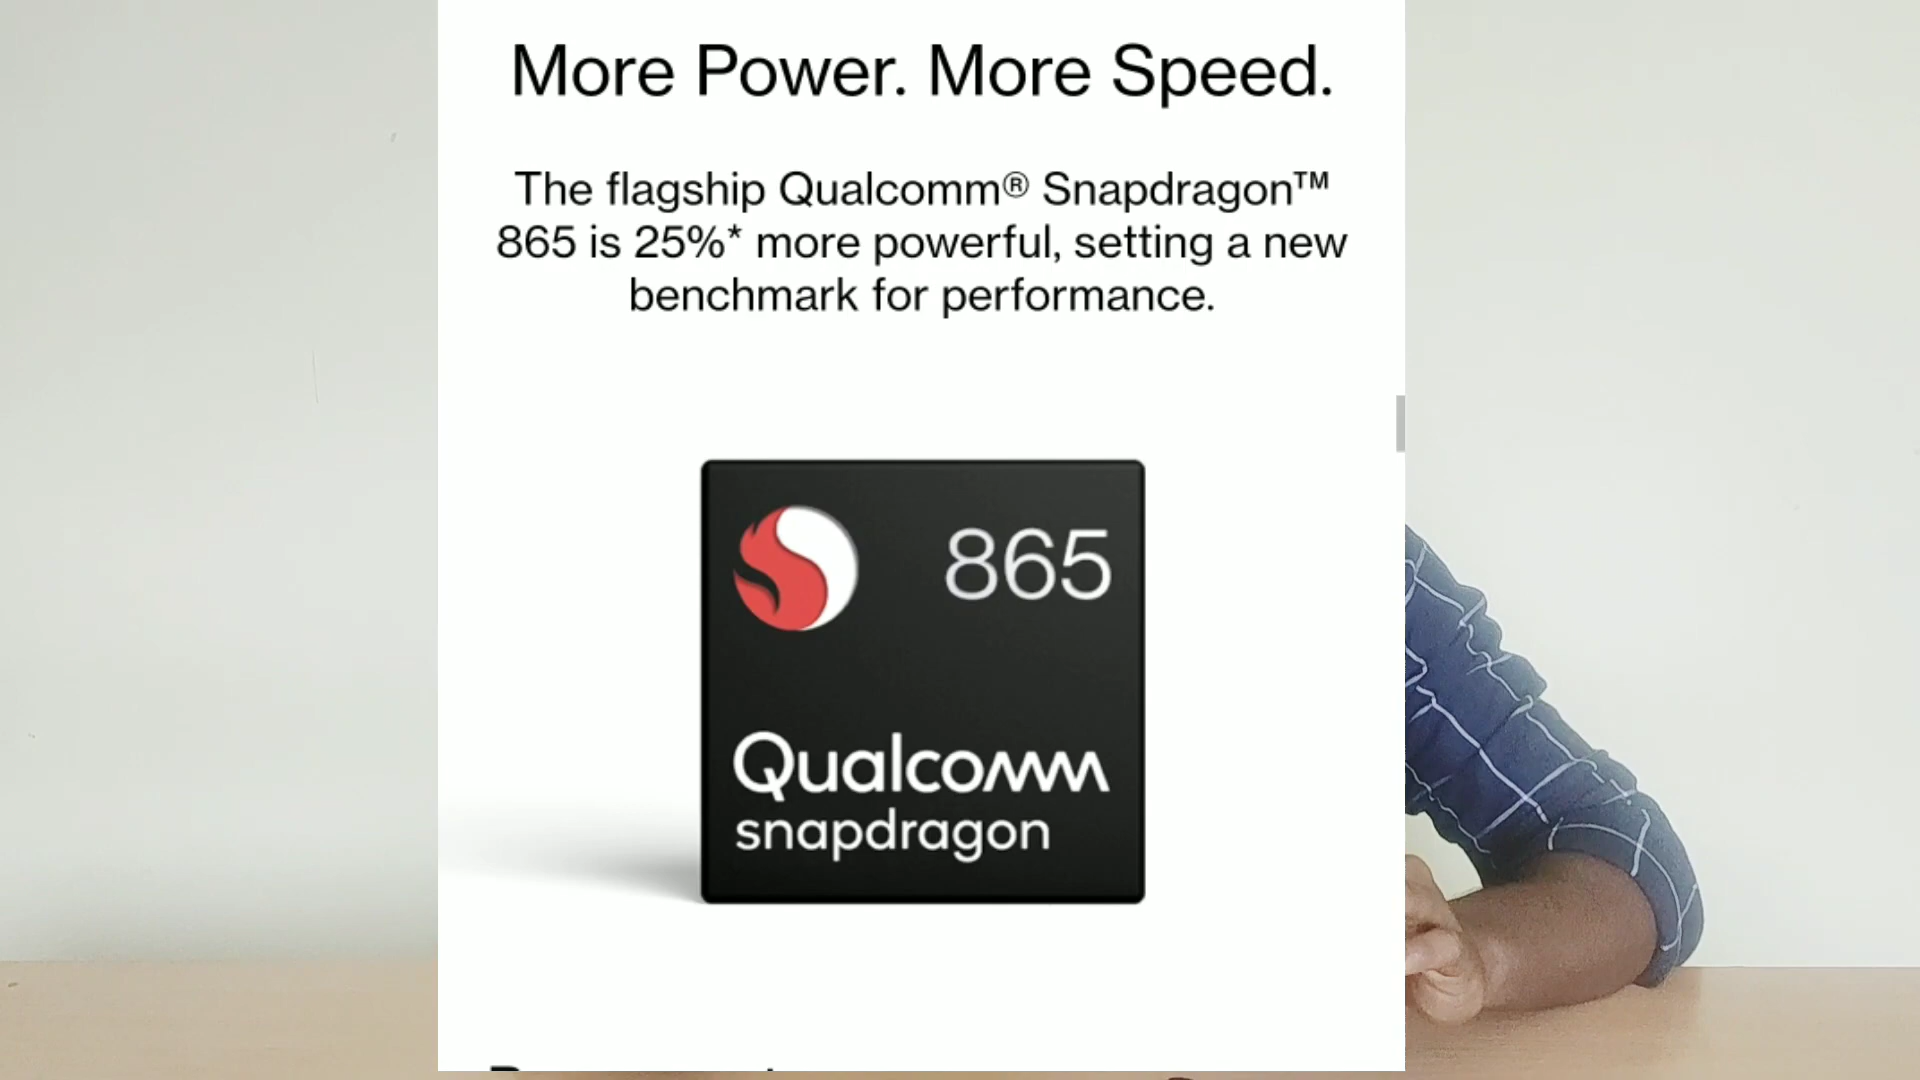 More Power. More Speed.
The flagship Qualcomm® Snapdragon™
865 is 25%* more powerful, setting a new
benchmark for performance.
865
Qualcomm
snapdragon